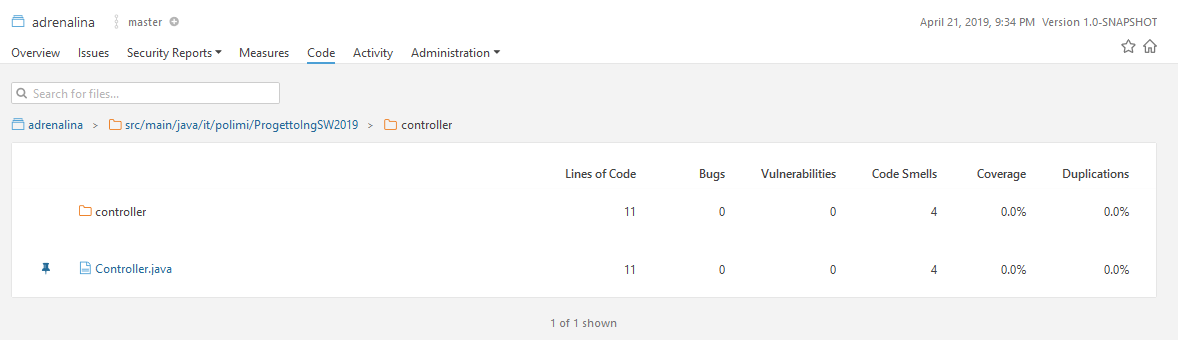 adrenalina master April 21, 2019, 9:34 PM Version 1.0-SNAPSHOT
Overview Issues Security Reports Measures Code Activity Administration
Search for files...
adrenalina > src/main/java/it/polimi/ProgettoIngSW2019 > controller
Lines of Code Bugs Vulnerabilities Code Smells Coverage Duplications
controller 11 0 0 4 0.0% 0.0%
Controller.java 11 0 0 4 0.0% 0.0%
1 of 1 shown